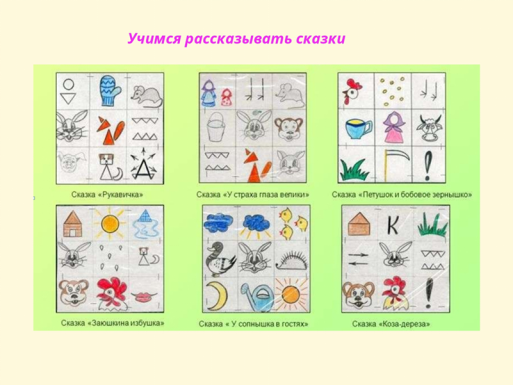 Учимся рассказывать сказки
Сказка «Рукавичка»
Сказка «У страха глаза велики»
Сказка «Петушок и бобовое зернышко»
К
Сказка «Заюшкина избушка»
Сказка « У солнышка в гостях»
Сказка «Коза-дереза»